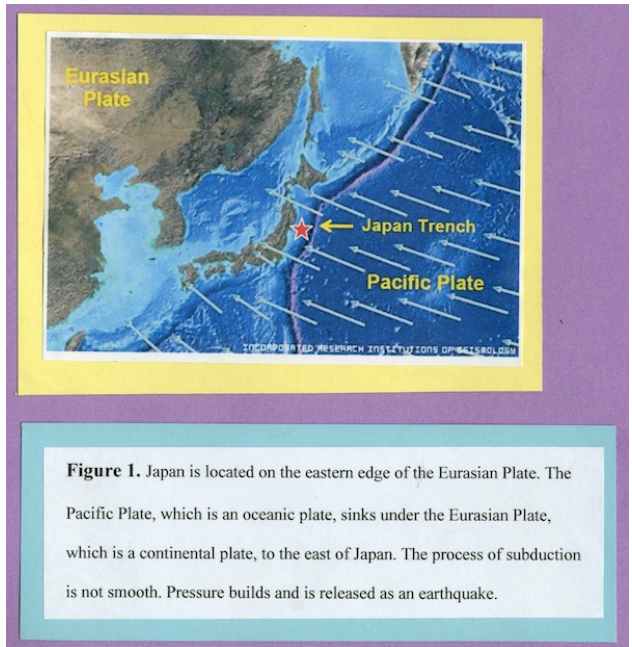 Eurasian
Plate
Japan Trench
Pacific Plate
INCORPORATED RESEARCH INSTITUTIONS OF SEISMOLOGY
Figure 1. Japan is located on the eastern edge of the Eurasian Plate. The
Pacific Plate, which is an oceanic plate, sinks under the Eurasian Plate,
which is a continental plate, to the east of Japan. The process of subduction
is not smooth. Pressure builds and is released as an earthquake.